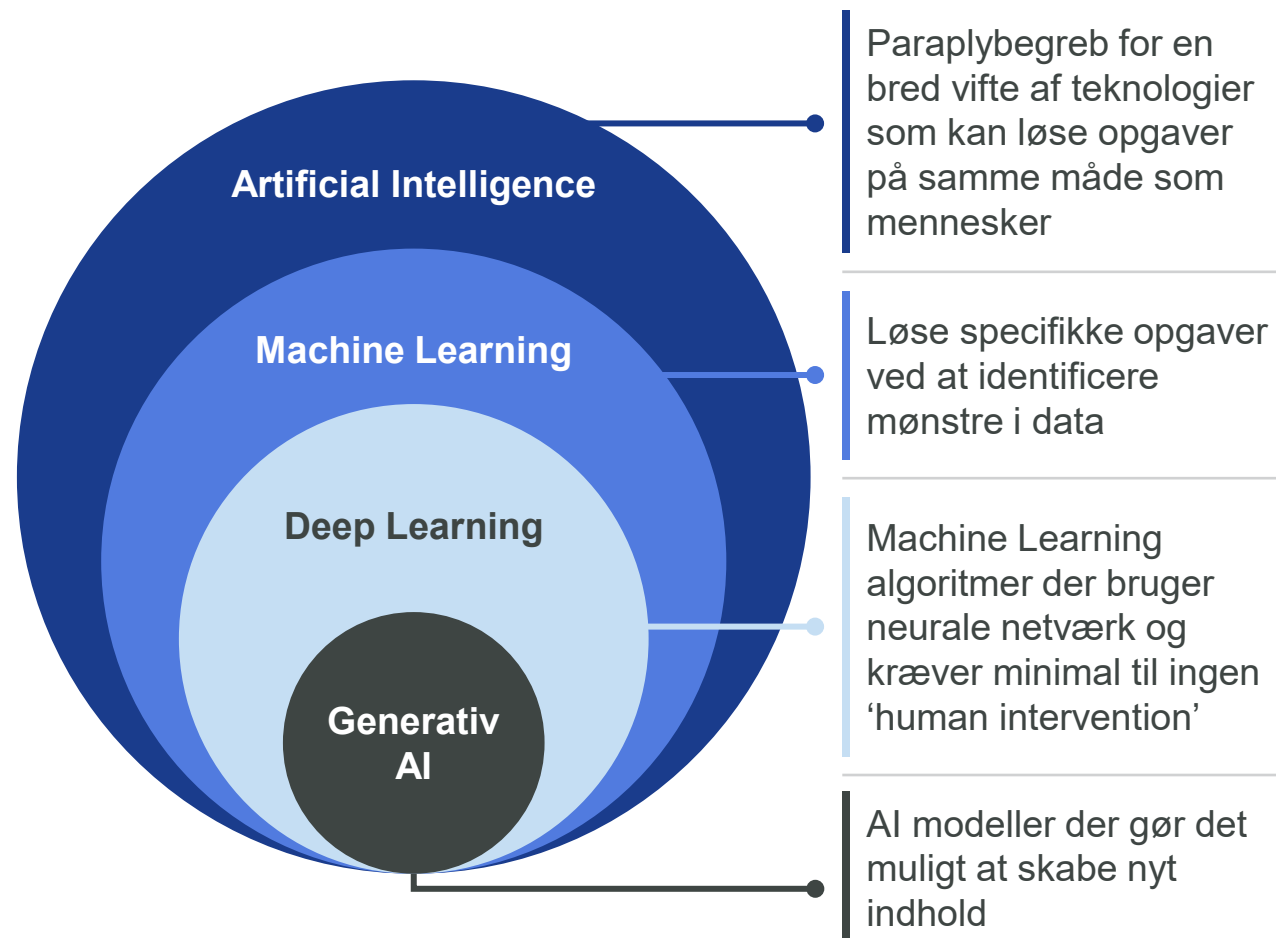 Artificial Intelligence
Machine Learning
Deep Learning
Generativ
AI
Paraplybegreb for en
bred vifte af teknologier
som kan løse opgaver
på samme måde som
mennesker
Løse specifikke opgaver
ved at identificere
mønstre i data
Machine Learning
algoritmer der bruger
neurale netværk og
kræver minimal til ingen
‘human intervention’
AI modeller der gør det
muligt at skabe nyt
indhold